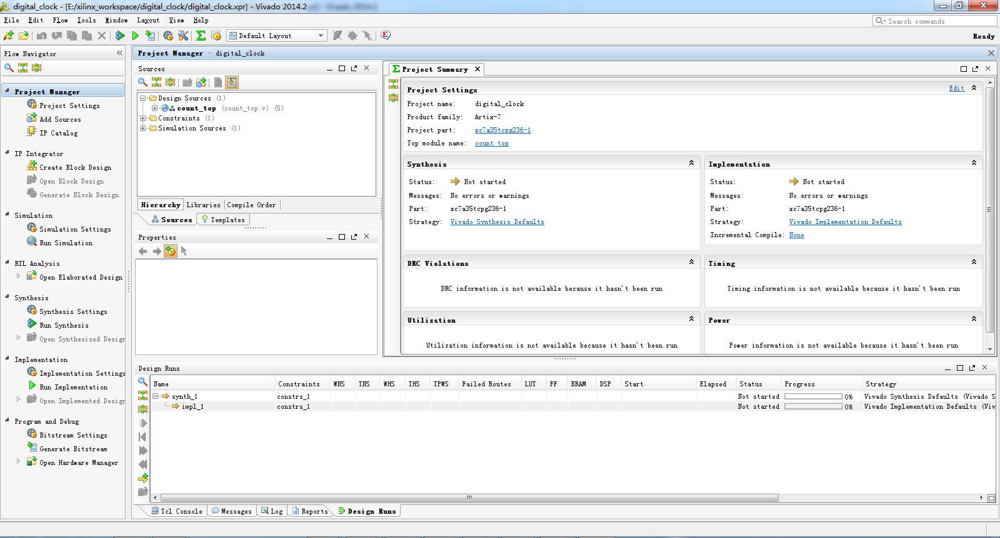 digital_clock - [E:/xilinx_workspace/digital_clock/digital_clock.xpr] - Vivado 2014.2
File Edit Flow Tools Window Layout View Help
Search commands
Default Layout
Ready
Flow Navigator
Project Manager
Project Settings
Add Sources
IP Catalog
IP Integrator
Create Block Design
Open Block Design
Generate Block Design
Simulation
Simulation Settings
Run Simulation
RTL Analysis
Open Elaborated Design
Synthesis
Synthesis Settings
Run Synthesis
Open Synthesized Design
Implementation
Implementation Settings
Run Implementation
Open Implemented Design
Program and Debug
Bitstream Settings
Generate Bitstream
Open Hardware Manager
Project Manager - digital_clock
Sources
Design Sources (1)
count_top (count_top.v) (5)
Constraints (1)
Simulation Sources (1)
Hierarchy Libraries Compile Order
Sources Templates
Properties
Project Summary
Project Settings Edit
Project name: digital_clock
Product family: Artix-7
Project part: xc7a35tcpg236-1
Top module name: count_top
Synthesis
Status: Not started
Messages: No errors or warnings
Part: xc7a35tcpg236-1
Strategy: Vivado Synthesis Defaults
Implementation
Status: Not started
Messages: No errors or warnings
Part: xc7a35tcpg236-1
Strategy: Vivado Implementation Defaults
Incremental Compile: None
DRC Violations
DRC information is not available because it hasn't been run
Timing
Timing information is not available because it hasn't been run
Utilization
Utilization information is not available because it hasn't been run
Power
Power information is not available because it hasn't been run
Design Runs
Name Constraints WNS TNS WHS THS TPWS Failed Routes LUT FF BRAM DSP Start Elapsed Status Progress Strategy
synth_1 constrs_1 Not started 0% Vivado Synthesis Defaults (Vivado S
impl_1 constrs_1 Not started 0% Vivado Implementation Defaults (Viv
Tcl Console Messages Log Reports Design Runs